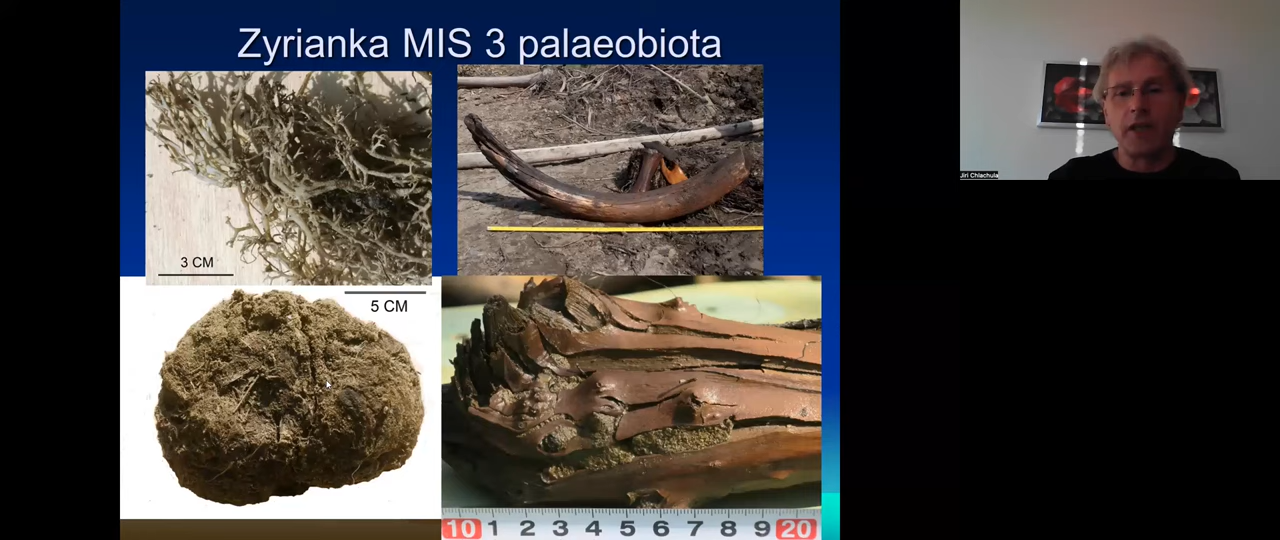 Zyrianka MIS 3 palaeobiota
3 CM
5 CM
10 1 2 3 4 5 6 7 8 9 20
Jiri Chlachula